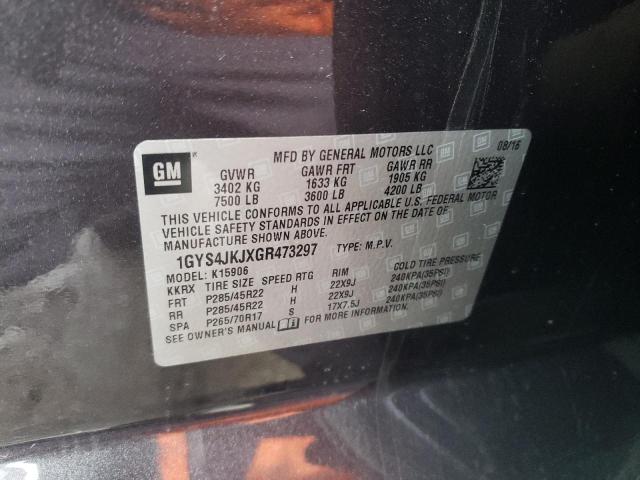 GM
MFD BY GENERAL MOTORS LLC 08/16
GVWR GAWR FRT GAWR RR
3402 KG 1633 KG 1905 KG
7500 LB 3600 LB 4200 LB
THIS VEHICLE CONFORMS TO ALL APPLICABLE U.S. FEDERAL MOTOR
VEHICLE SAFETY STANDARDS IN EFFECT ON THE DATE OF
MANUFACTURE SHOWN ABOVE.
1GYS4JKJXGR473297 TYPE: M.P.V.
MODEL: K15906
KKRX TIRE SIZE SPEED RTG RIM COLD TIRE PRESSURE
FRT P285/45R22 H 22X9J 240KPA(35PSI)
RR P285/45R22 H 22X9J 240KPA(35PSI)
SPA P265/70R17 S 17X7.5J 240KPA(35PSI)
SEE OWNER'S MANUAL FOR MORE INFORMATION.